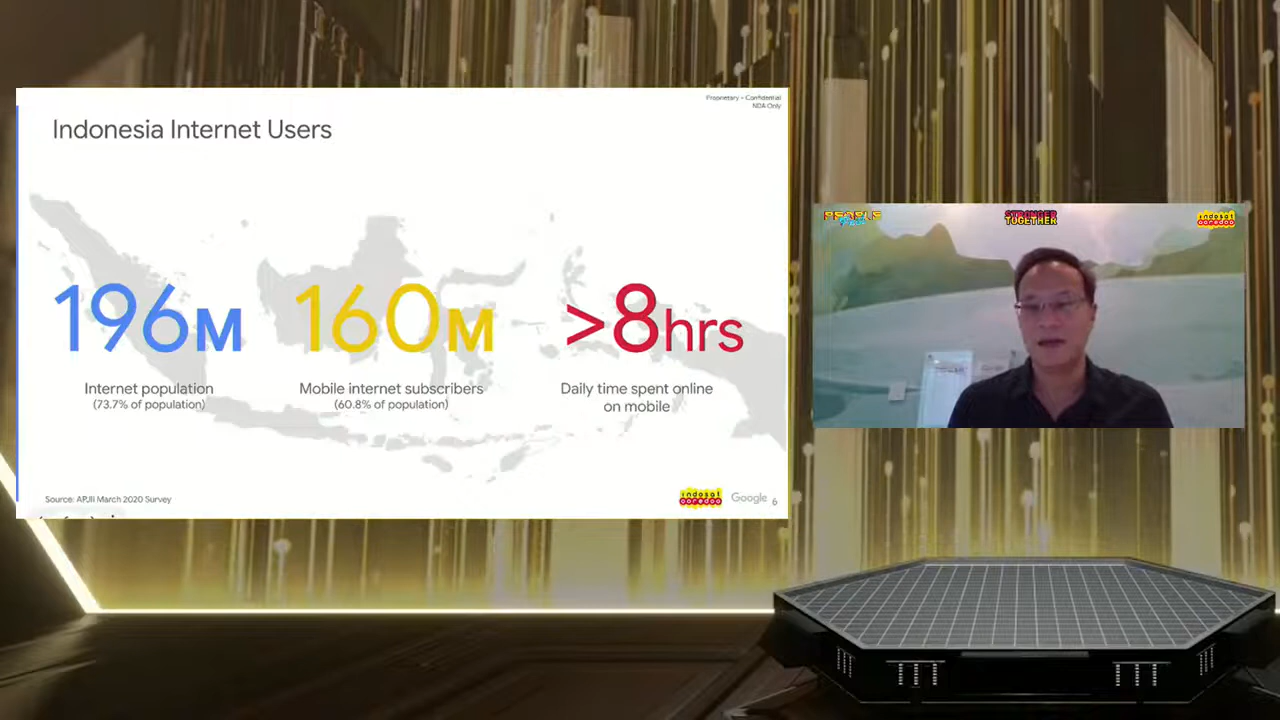 Proprietary + Confidential
NDA Only
Indonesia Internet Users
196M
Internet population
(73.7% of population)
160M
Mobile internet subscribers
(60.8% of population)
>8hrs
Daily time spent online
on mobile
Source: APJII March 2020 Survey
indosat
ooredoo
Google
6
PEOPLE
STRONGER
TOGETHER
indosat
ooredoo